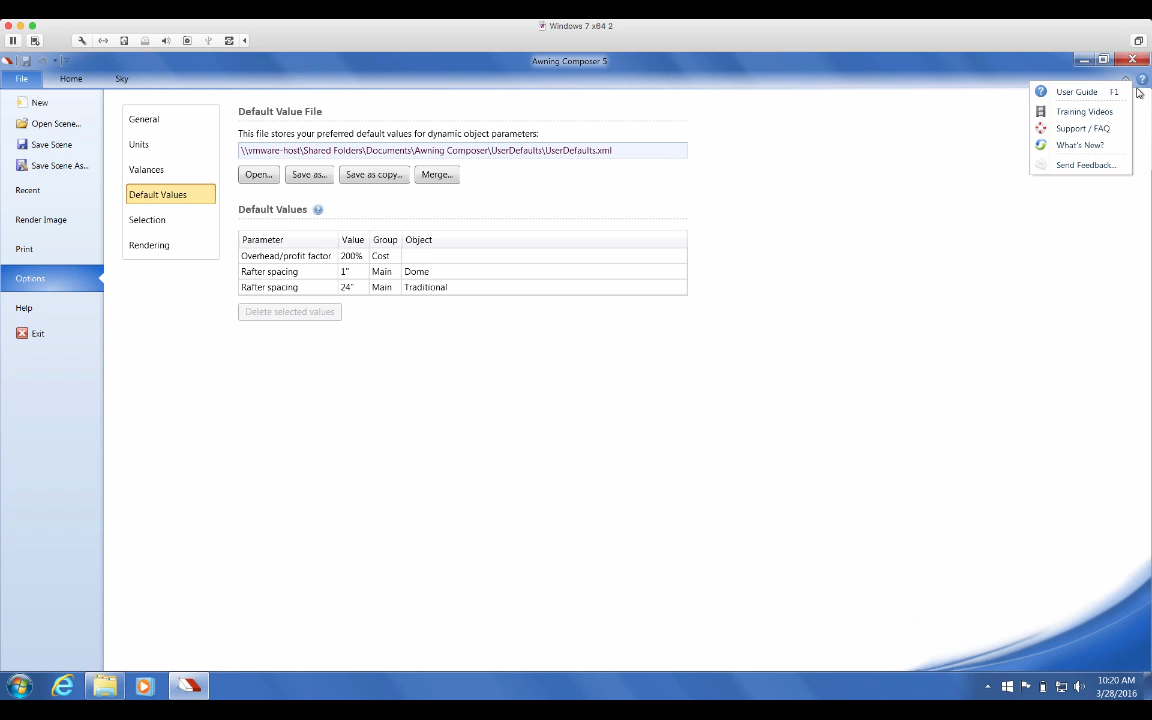 Windows 7 x64 2
Awning Composer 5
File
Home
Sky
User Guide F1
Training Videos
Support / FAQ
What's New?
Send Feedback...
New
Open Scene...
Save Scene
Save Scene As...
Recent
Render Image
Print
Options
Help
Exit
General
Units
Valances
Default Values
Selection
Rendering
Default Value File
This file stores your preferred default values for dynamic object parameters:
\\vmware-host\Shared Folders\Documents\Awning Composer\UserDefaults\UserDefaults.xml
Open... Save as... Save as copy... Merge...
Default Values
Parameter Value Group Object
Overhead/profit factor 200% Cost
Rafter spacing 1" Main Dome
Rafter spacing 24" Main Traditional
Delete selected values
10:20 AM
3/28/2016